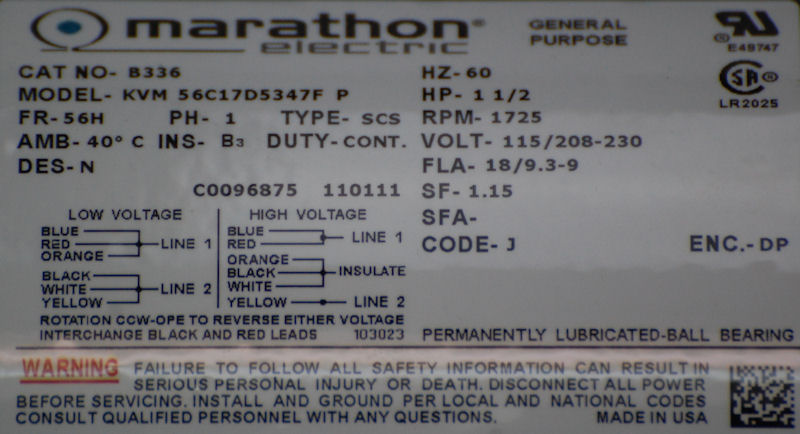 marathon®
electric
GENERAL
PURPOSE
E49747
LR2025
CAT NO- B336
MODEL- KVM 56C17D5347F P
FR- 56H PH- 1 TYPE- SCS
AMB- 40° C INS- B3 DUTY- CONT.
DES- N
HZ- 60
HP- 1 1/2
RPM- 1725
VOLT- 115/208-230
FLA- 18/9.3-9
SF- 1.15
SFA-
CODE- J ENC.- DP
C0096875 110111
LOW VOLTAGE
BLUE
RED
ORANGE
LINE 1
BLACK
WHITE
YELLOW
LINE 2
HIGH VOLTAGE
BLUE
RED
LINE 1
ORANGE
BLACK
WHITE
INSULATE
YELLOW
LINE 2
ROTATION CCW-OPE TO REVERSE EITHER VOLTAGE
INTERCHANGE BLACK AND RED LEADS 103023
PERMANENTLY LUBRICATED-BALL BEARING
WARNING FAILURE TO FOLLOW ALL SAFETY INFORMATION CAN RESULT IN
SERIOUS PERSONAL INJURY OR DEATH. DISCONNECT ALL POWER
BEFORE SERVICING. INSTALL AND GROUND PER LOCAL AND NATIONAL CODES
CONSULT QUALIFIED PERSONNEL WITH ANY QUESTIONS. MADE IN USA